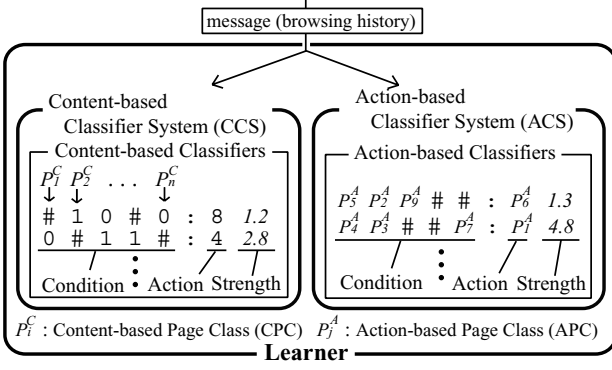 message (browsing history)
Content-based
Classifier System (CCS)
Content-based Classifiers
P_1^C P_2^C . . . P_n^C
# 1 0 # 0 : 8 1.2
0 # 1 1 # : 4 2.8
Condition Action Strength
Action-based
Classifier System (ACS)
Action-based Classifiers
P_5^A P_2^A P_9^A # # : P_6^A 1.3
P_4^A P_3^A # # P_7^A : P_1^A 4.8
Condition Action Strength
P_i^C : Content-based Page Class (CPC) P_j^A : Action-based Page Class (APC)
Learner